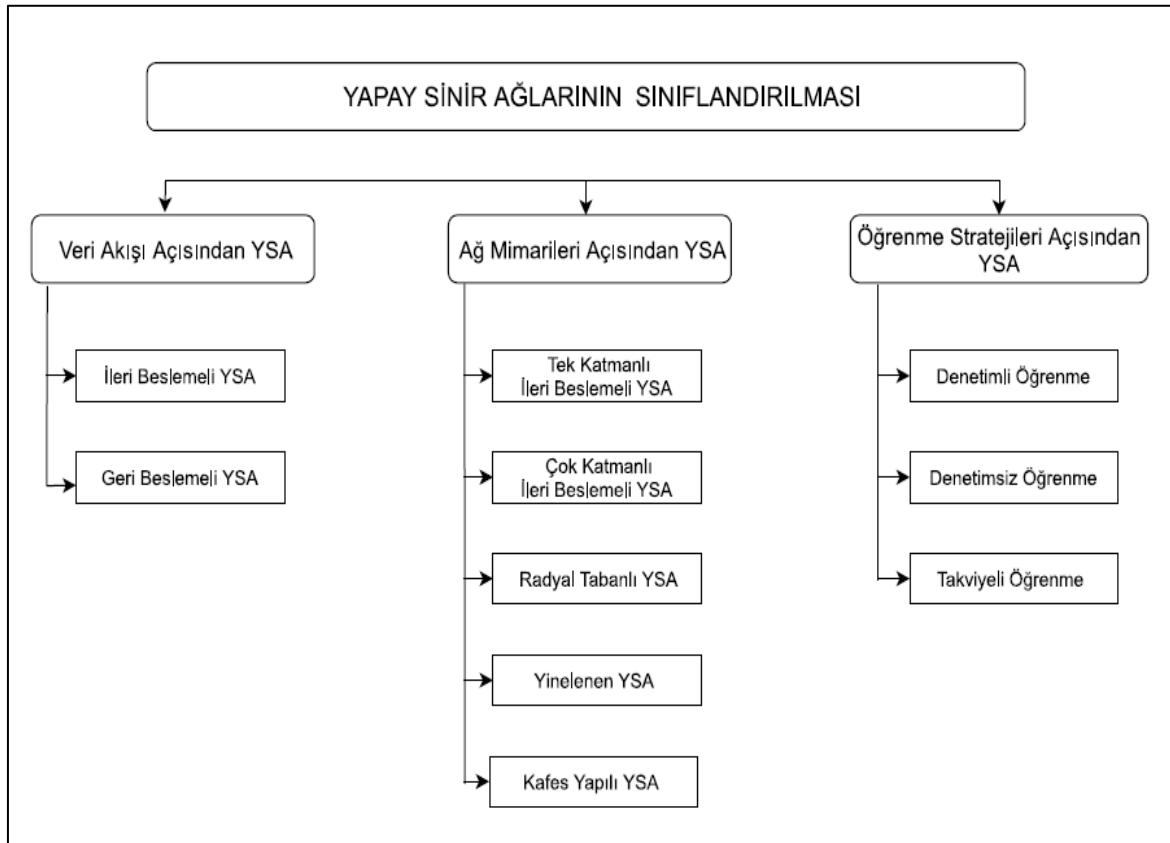 YAPAY SİNİR AĞLARININ SINIFLANDIRILMASI
Veri Akışı Açısından YSA
İleri Beslemeli YSA
Geri Beslemeli YSA
Ağ Mimarileri Açısından YSA
Tek Katmanlı
İleri Beslemeli YSA
Çok Katmanlı
İleri Beslemeli YSA
Radyal Tabanlı YSA
Yinelenen YSA
Kafes Yapılı YSA
Öğrenme Stratejileri Açısından
YSA
Denetimli Öğrenme
Denetimsiz Öğrenme
Takviyeli Öğrenme